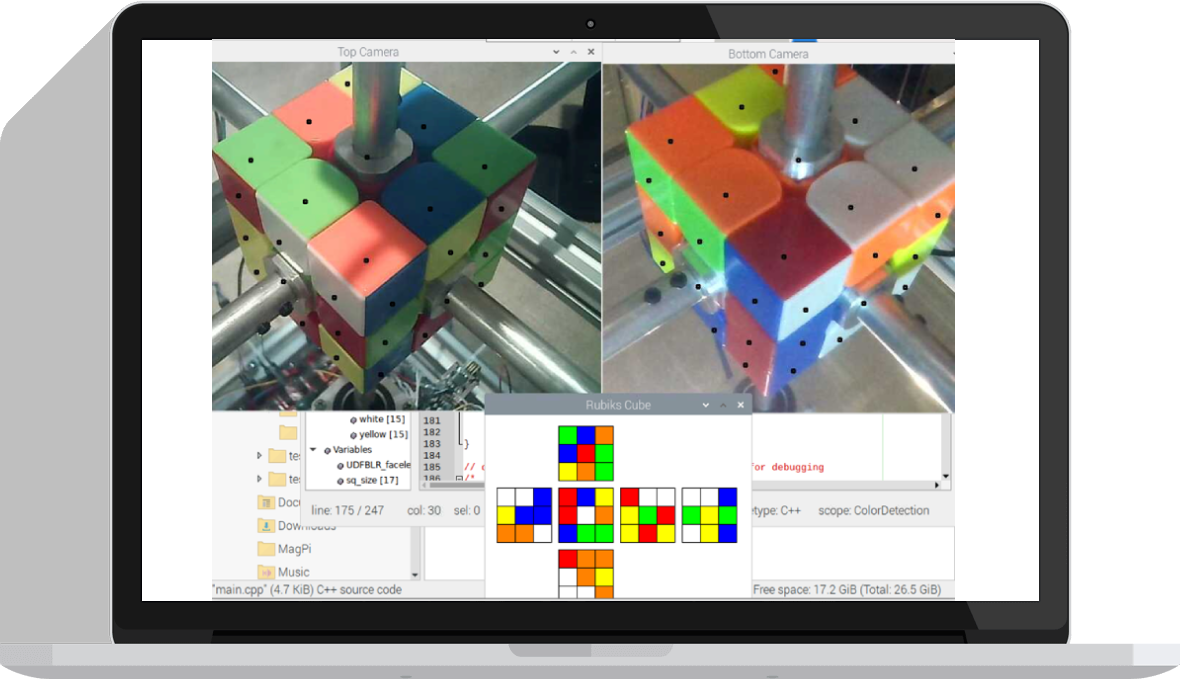 Top Camera
Bottom Camera
Rubiks Cube
white [15]
yellow [15]
Variables
UDFBLR_facele
sq_size [17]
181
182
183
}
184
185
// 
for debugging
186
/*
line: 175 / 247
col: 30
sel: 0
etype: C++
scope: ColorDetection
te
te
Docu
Downloads
MagPi
Music
"main.cpp" (4.7 KiB) C++ source code
Free space: 17.2 GiB (Total: 26.5 GiB)